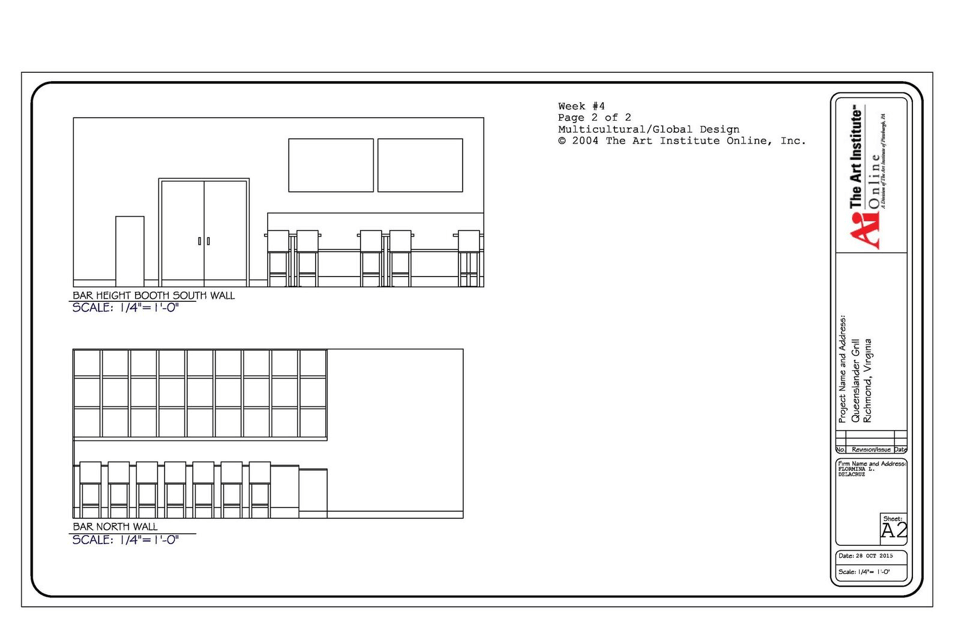 Week #4
Page 2 of 2
Multicultural/Global Design
© 2004 The Art Institute Online, Inc.
BAR HEIGHT BOOTH SOUTH WALL
SCALE: 1/4"=1'-0"
BAR NORTH WALL
SCALE: 1/4"=1'-0"
Ai The Art Institute
Online
A Division of The Art Institute of Pittsburgh, PA
Project Name and Address:
Queenslander Grill
Richmond, Virginia
No. Revision/Issue Date
Firm Name and Address:
FLORMINA L.
DELACRUZ
Sheet:
A2
Date: 28 OCT 2015
Scale: 1/4"= 1'-0"